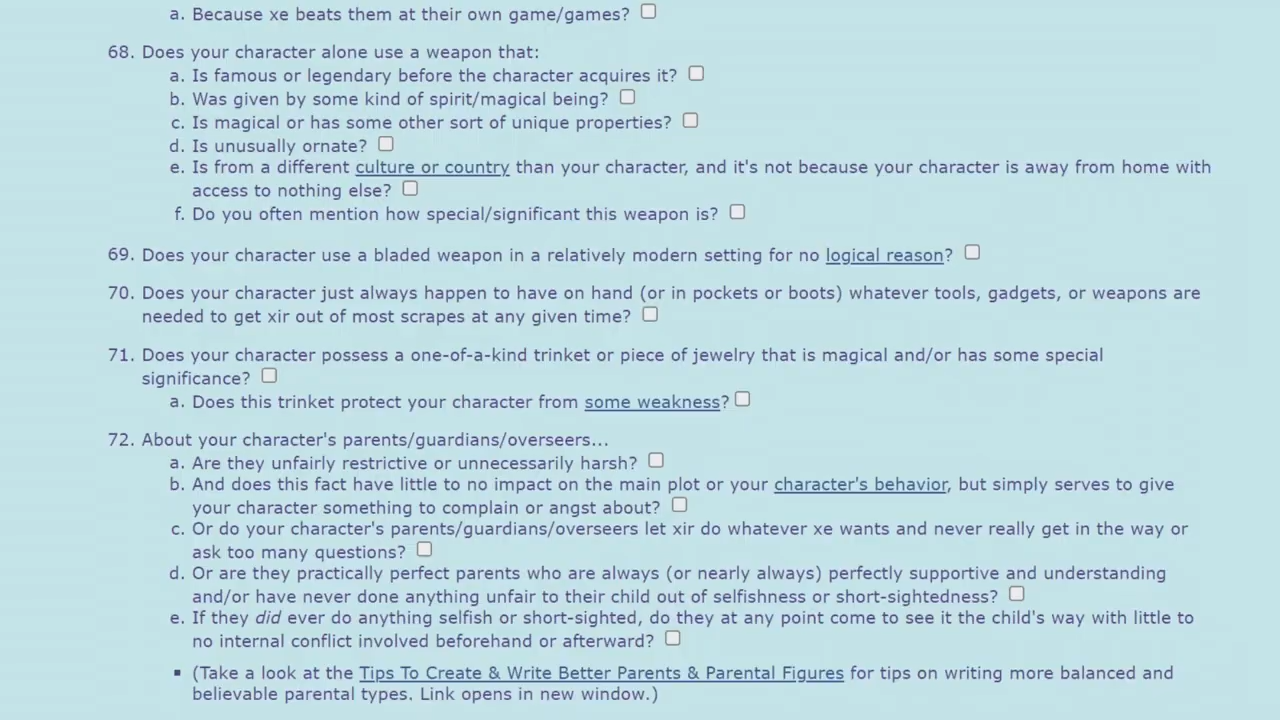 a. Because xe beats them at their own game/games?
68. Does your character alone use a weapon that:
a. Is famous or legendary before the character acquires it?
b. Was given by some kind of spirit/magical being?
c. Is magical or has some other sort of unique properties?
d. Is unusually ornate?
e. Is from a different culture or country than your character, and it's not because your character is away from home with
access to nothing else?
f. Do you often mention how special/significant this weapon is?
69. Does your character use a bladed weapon in a relatively modern setting for no logical reason?
70. Does your character just always happen to have on hand (or in pockets or boots) whatever tools, gadgets, or weapons are
needed to get xir out of most scrapes at any given time?
71. Does your character possess a one-of-a-kind trinket or piece of jewelry that is magical and/or has some special
significance?
a. Does this trinket protect your character from some weakness?
72. About your character's parents/guardians/overseers...
a. Are they unfairly restrictive or unnecessarily harsh?
b. And does this fact have little to no impact on the main plot or your character's behavior, but simply serves to give
your character something to complain or angst about?
c. Or do your character's parents/guardians/overseers let xir do whatever xe wants and never really get in the way or
ask too many questions?
d. Or are they practically perfect parents who are always (or nearly always) perfectly supportive and understanding
and/or have never done anything unfair to their child out of selfishness or short-sightedness?
e. If they did ever do anything selfish or short-sighted, do they at any point come to see it the child's way with little to
no internal conflict involved beforehand or afterward?
▪ (Take a look at the Tips To Create & Write Better Parents & Parental Figures for tips on writing more balanced and
believable parental types. Link opens in new window.)